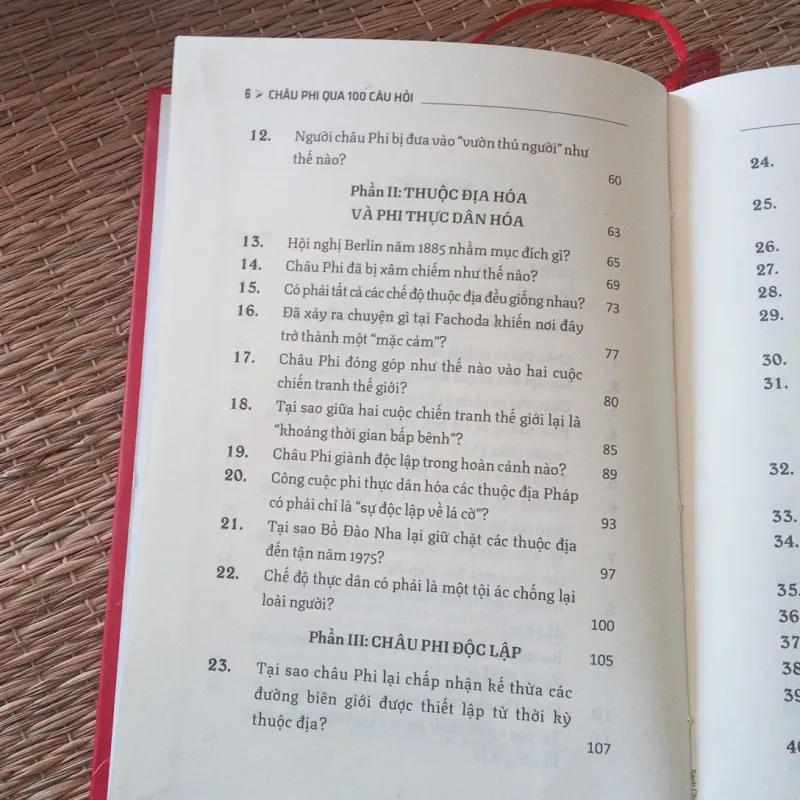 6 ➢ CHÂU PHI QUA 100 CÂU HỎI
12. Người châu Phi bị đưa vào “vườn thú người” như
thế nào? 60
Phần II: THUỘC ĐỊA HÓA
VÀ PHI THỰC DÂN HÓA 63
13. Hội nghị Berlin năm 1885 nhằm mục đích gì? 65
14. Châu Phi đã bị xâm chiếm như thế nào? 69
15. Có phải tất cả các chế độ thuộc địa đều giống nhau? 73
16. Đã xảy ra chuyện gì tại Fachoda khiến nơi đây
trở thành một “mặc cảm”? 77
17. Châu Phi đóng góp như thế nào vào hai cuộc
chiến tranh thế giới? 80
18. Tại sao giữa hai cuộc chiến tranh thế giới lại là
“khoảng thời gian bấp bênh”? 85
19. Châu Phi giành độc lập trong hoàn cảnh nào? 89
20. Công cuộc phi thực dân hóa các thuộc địa Pháp
có phải chỉ là “sự độc lập về lá cờ”? 93
21. Tại sao Bồ Đào Nha lại giữ chặt các thuộc địa
đến tận năm 1975? 97
22. Chế độ thực dân có phải là một tội ác chống lại
loài người? 100
Phần III: CHÂU PHI ĐỘC LẬP 105
23. Tại sao châu Phi lại chấp nhận kế thừa các
đường biên giới được thiết lập từ thời kỳ
thuộc địa? 107
24.
25.
26.
27.
28.
29.
30.
31.
32.
33.
34.
35.
36
37
38
39
40